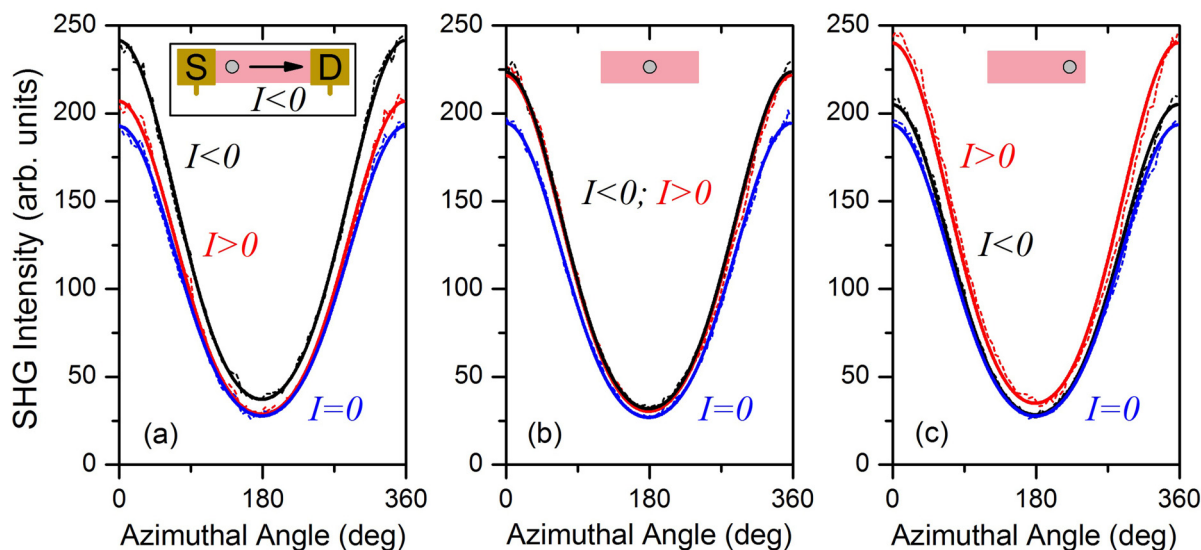 SHG Intensity (arb. units)
250
200
150
100
50
0
S
D
I<0
I<0
I>0
I=0
(a)
0
180
360
Azimuthal Angle (deg)
250
200
150
100
50
0
I<0; I>0
I=0
(b)
0
180
360
Azimuthal Angle (deg)
250
200
150
100
50
0
I>0
I<0
I=0
(c)
0
180
360
Azimuthal Angle (deg)